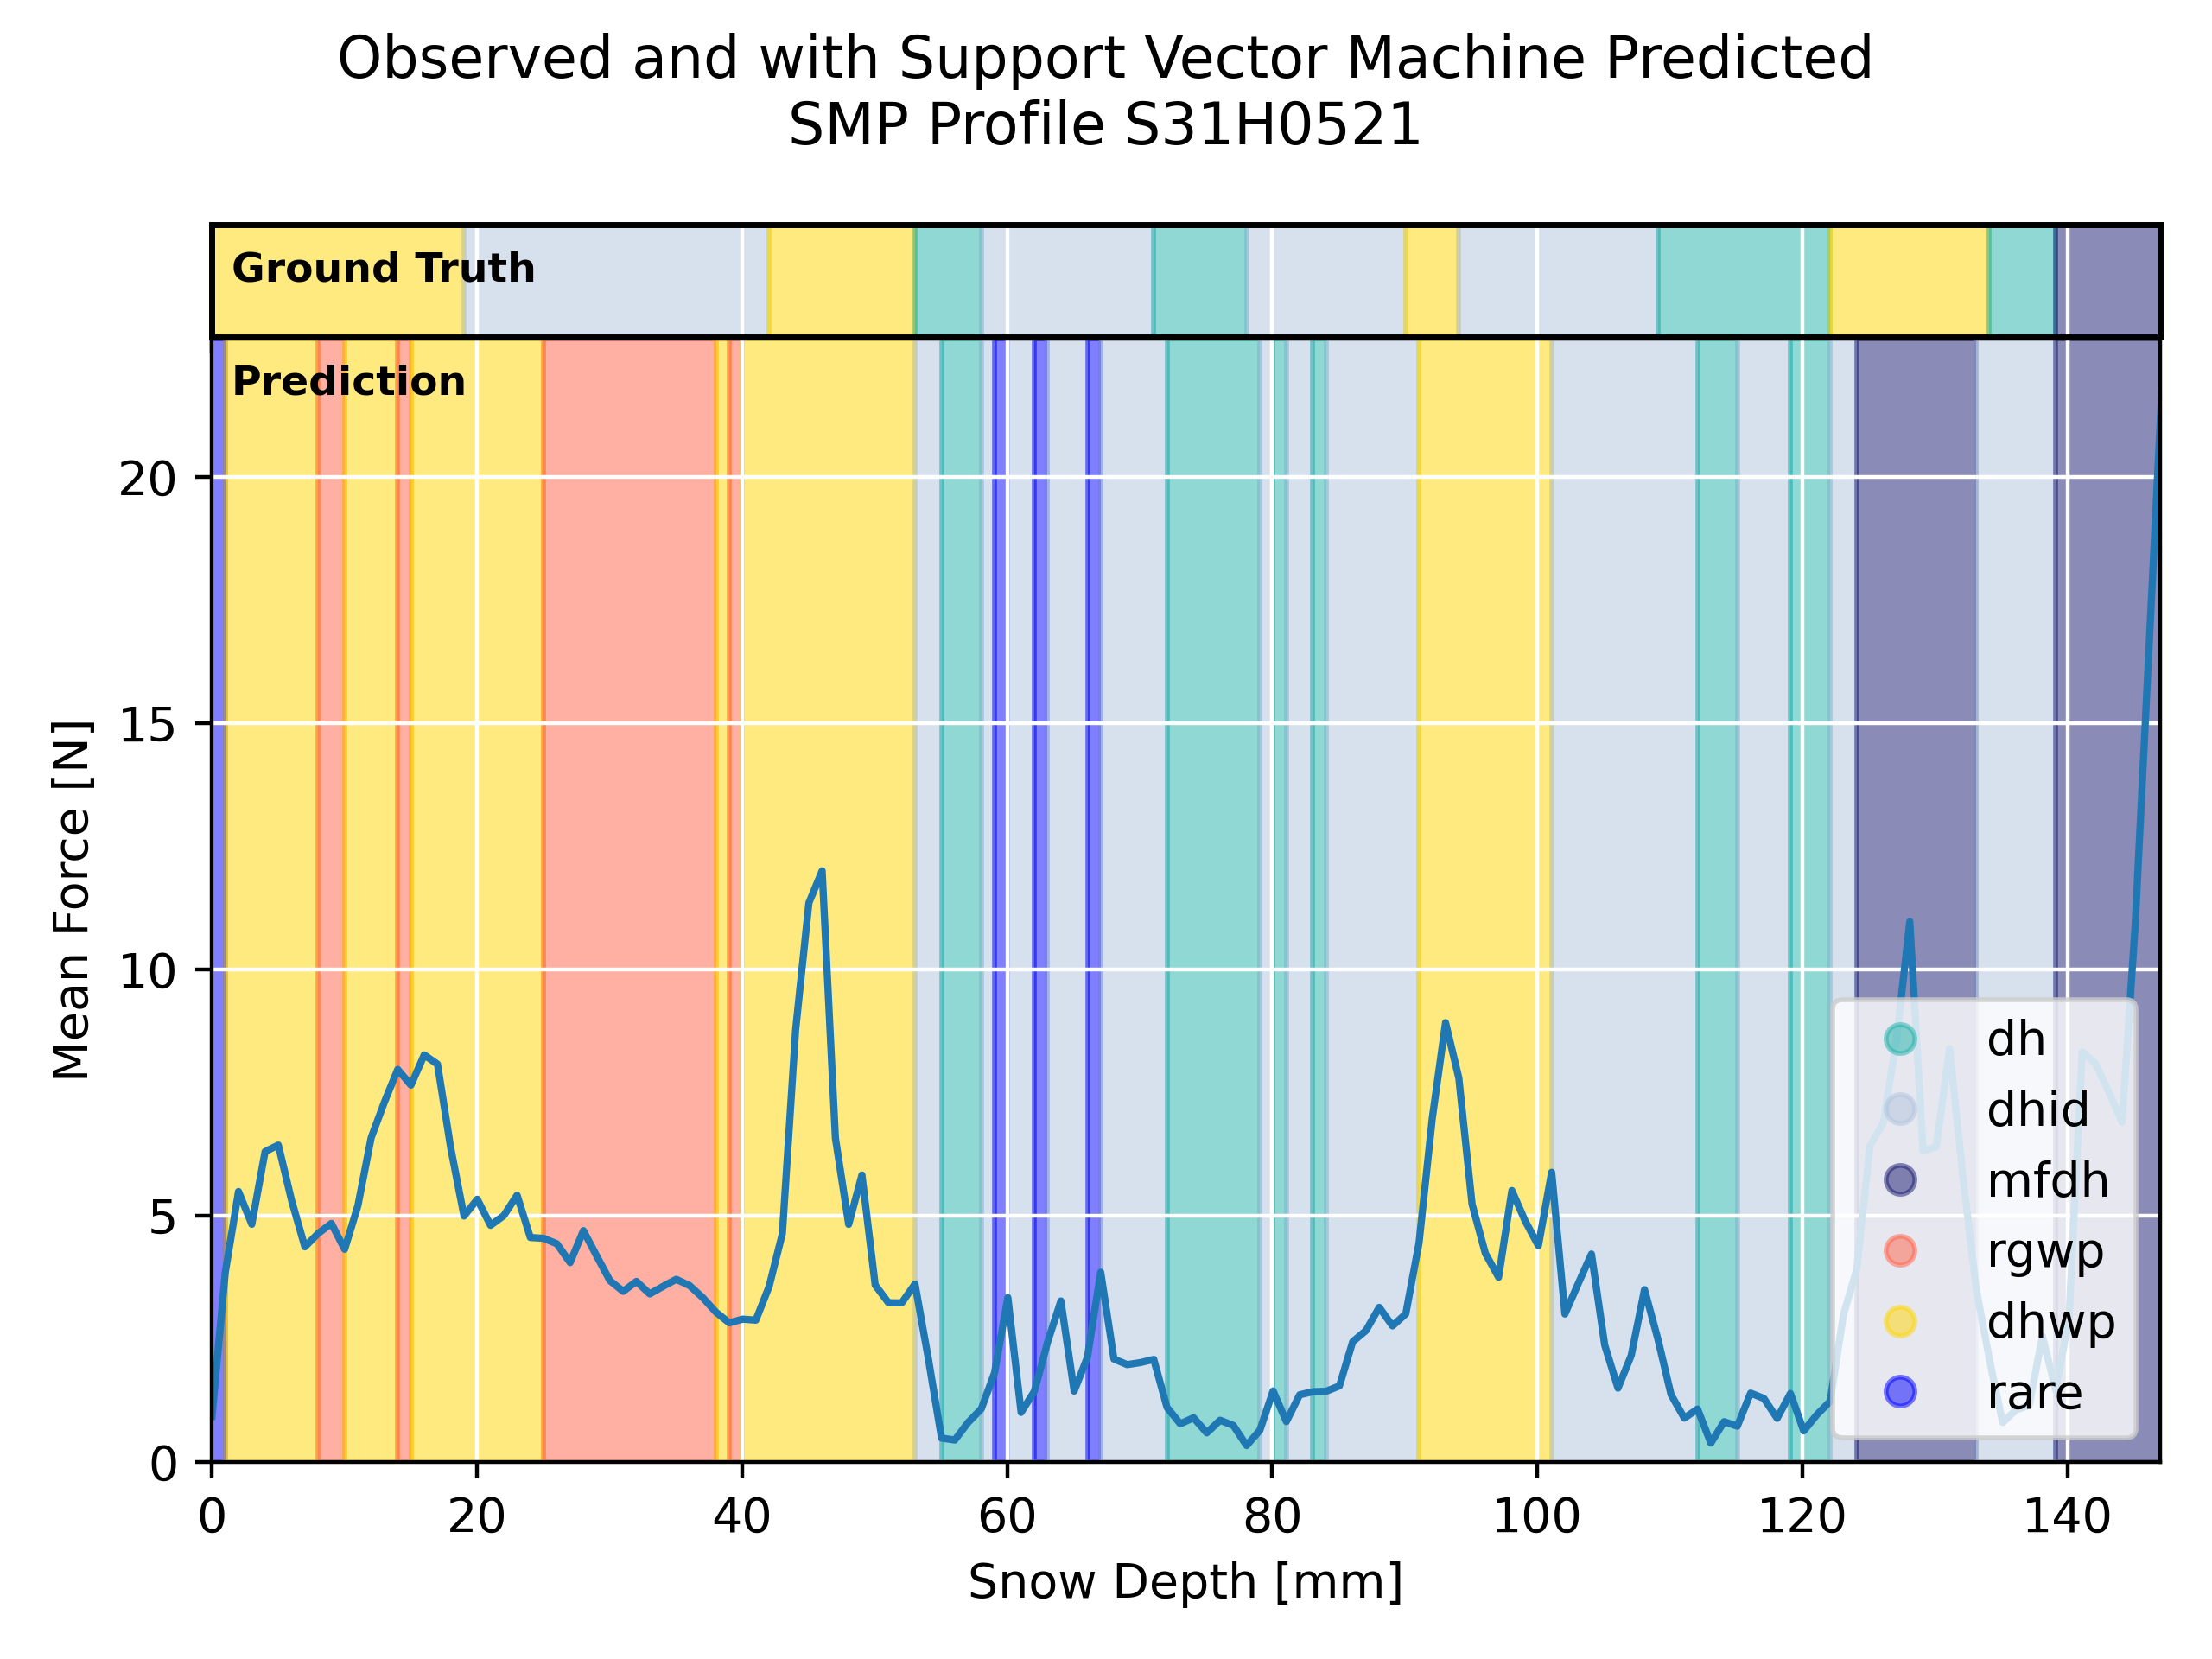 Observed and with Support Vector Machine Predicted
SMP Profile S31H0521
Ground Truth
Prediction
Mean Force [N]
20
15
10
5
0
dh
dhid
mfdh
rgwp
dhwp
rare
0 20 40 60 80 100 120 140
Snow Depth [mm]